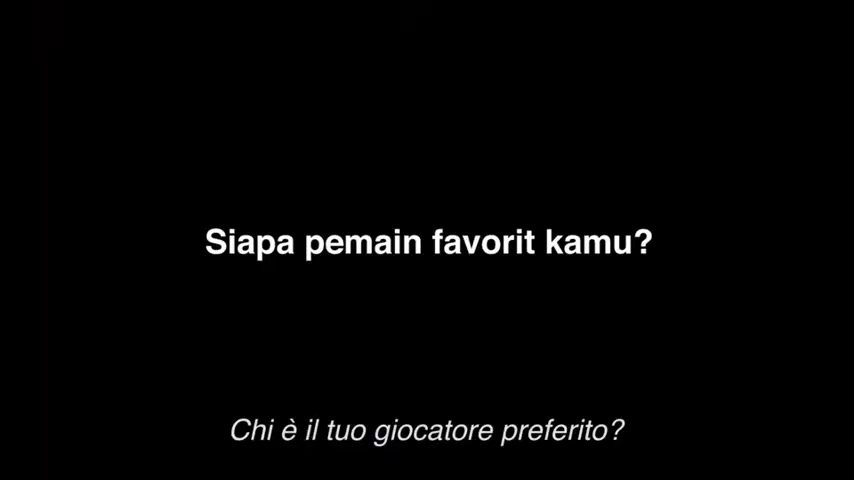 Siapa pemain favorit kamu?
Chi è il tuo giocatore preferito?